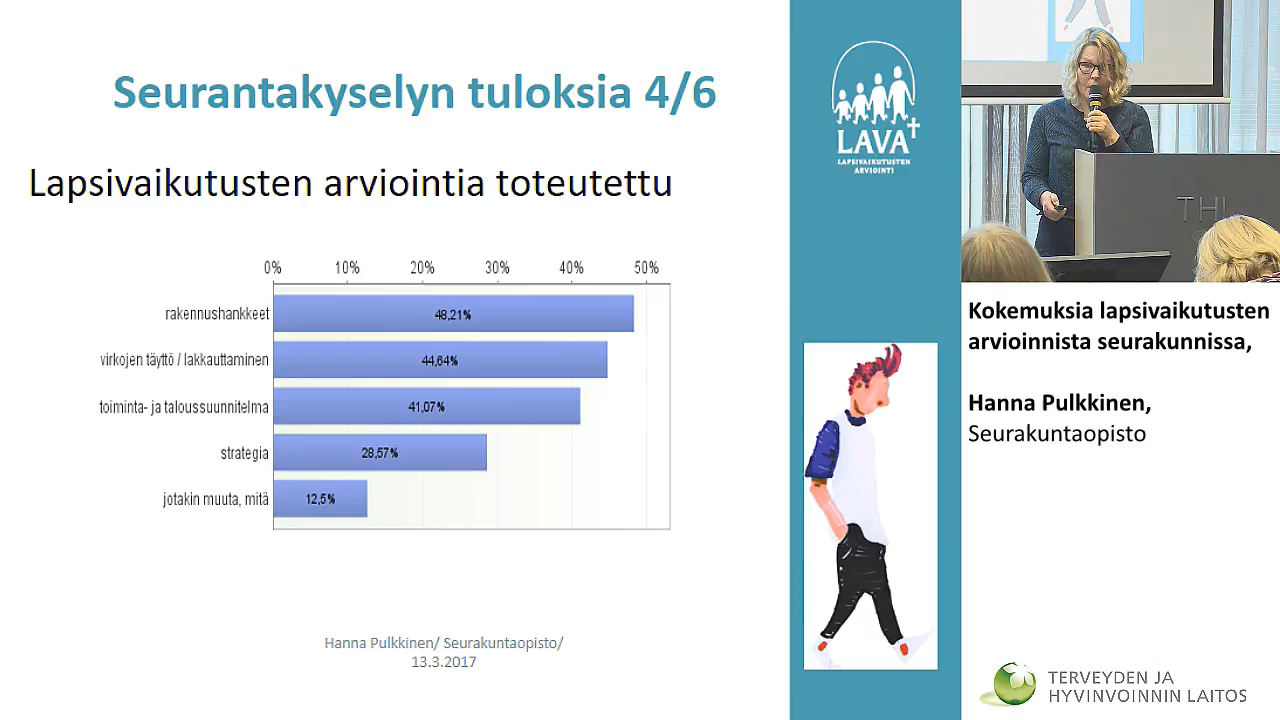 Seurantakyselyn tuloksia 4/6
Lapsivaikutusten arviointia toteutettu
0% 10% 20% 30% 40% 50%
rakennushankkeet 48,21%
virkojen täyttö / lakkauttaminen 44,64%
toiminta- ja taloussuunnitelma 41,07%
strategia 28,57%
jotakin muuta, mitä 12,5%
Hanna Pulkkinen/ Seurakuntaopisto/
13.3.2017
LAVA
LAPSIVAIKUTUSTEN
ARVIOINTI
THL
Kokemuksia lapsivaikutusten
arvioinnista seurakunnissa,
Hanna Pulkkinen,
Seurakuntaopisto
TERVEYDEN JA
HYVINVOINNIN LAITOS